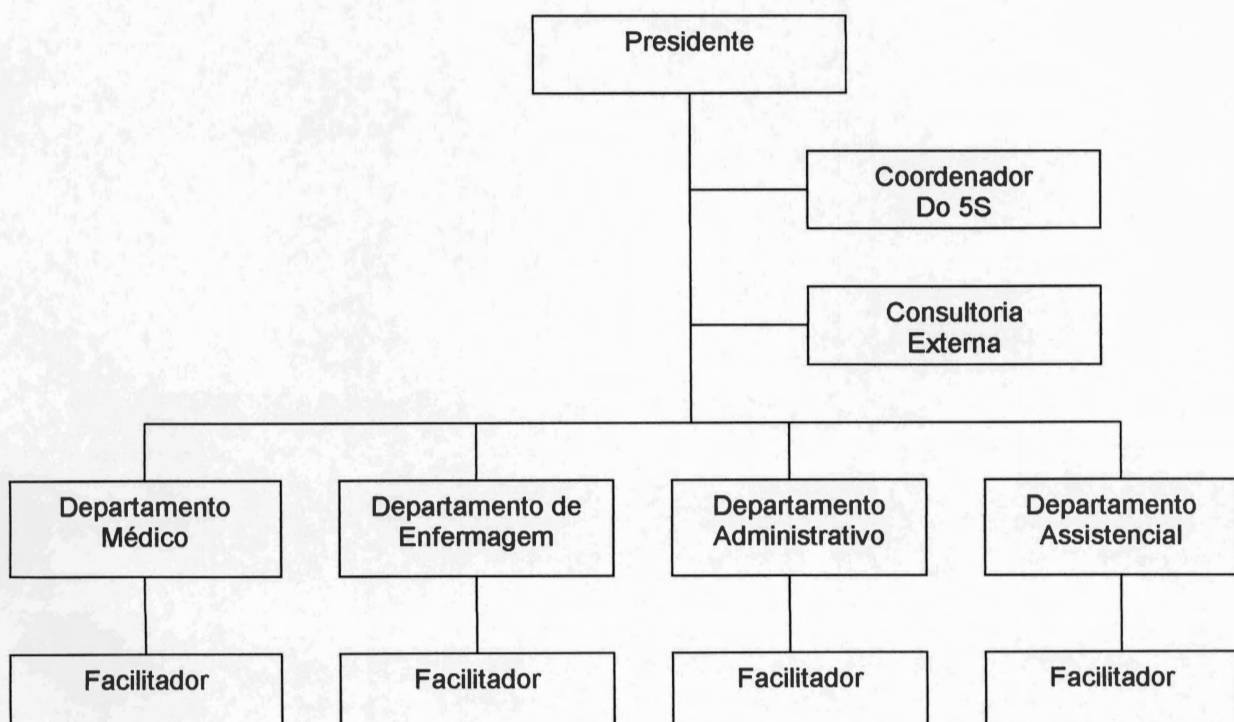 Presidente
Coordenador
Do 5S
Consultoria
Externa
Departamento
Médico
Departamento de
Enfermagem
Departamento
Administrativo
Departamento
Assistencial
Facilitador
Facilitador
Facilitador
Facilitador